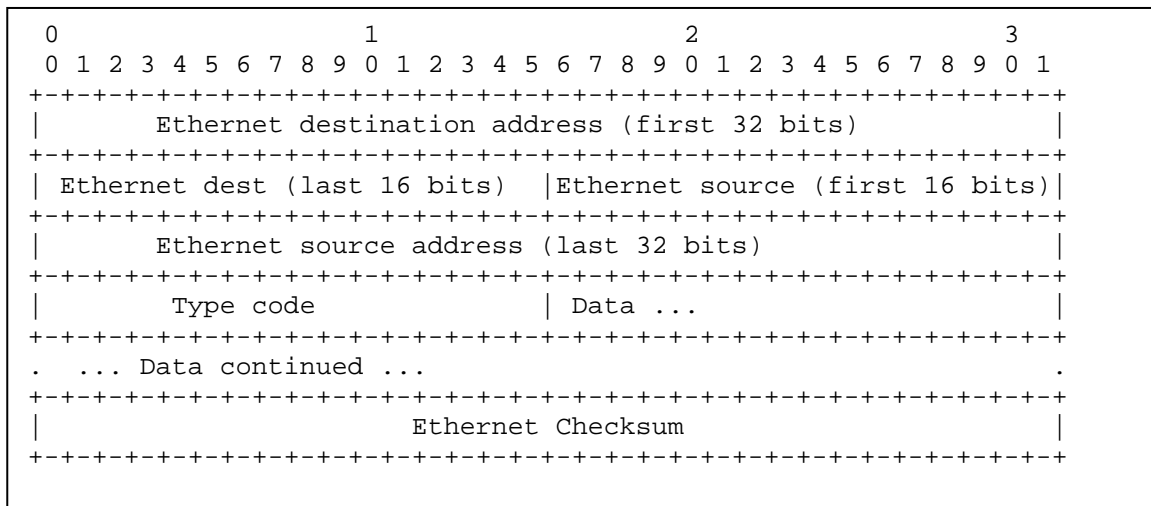 0                   1                   2                   3
0 1 2 3 4 5 6 7 8 9 0 1 2 3 4 5 6 7 8 9 0 1 2 3 4 5 6 7 8 9 0 1
+-+-+-+-+-+-+-+-+-+-+-+-+-+-+-+-+-+-+-+-+-+-+-+-+-+-+-+-+-+-+-+-+
|       Ethernet destination address (first 32 bits)            |
+-+-+-+-+-+-+-+-+-+-+-+-+-+-+-+-+-+-+-+-+-+-+-+-+-+-+-+-+-+-+-+-+
| Ethernet dest (last 16 bits)  |Ethernet source (first 16 bits)|
+-+-+-+-+-+-+-+-+-+-+-+-+-+-+-+-+-+-+-+-+-+-+-+-+-+-+-+-+-+-+-+-+
|       Ethernet source address (last 32 bits)                  |
+-+-+-+-+-+-+-+-+-+-+-+-+-+-+-+-+-+-+-+-+-+-+-+-+-+-+-+-+-+-+-+-+
|        Type code              | Data ...                      |
+-+-+-+-+-+-+-+-+-+-+-+-+-+-+-+-+-+-+-+-+-+-+-+-+-+-+-+-+-+-+-+-+
.  ... Data continued ...                                       .
+-+-+-+-+-+-+-+-+-+-+-+-+-+-+-+-+-+-+-+-+-+-+-+-+-+-+-+-+-+-+-+-+
|                       Ethernet Checksum                       |
+-+-+-+-+-+-+-+-+-+-+-+-+-+-+-+-+-+-+-+-+-+-+-+-+-+-+-+-+-+-+-+-+